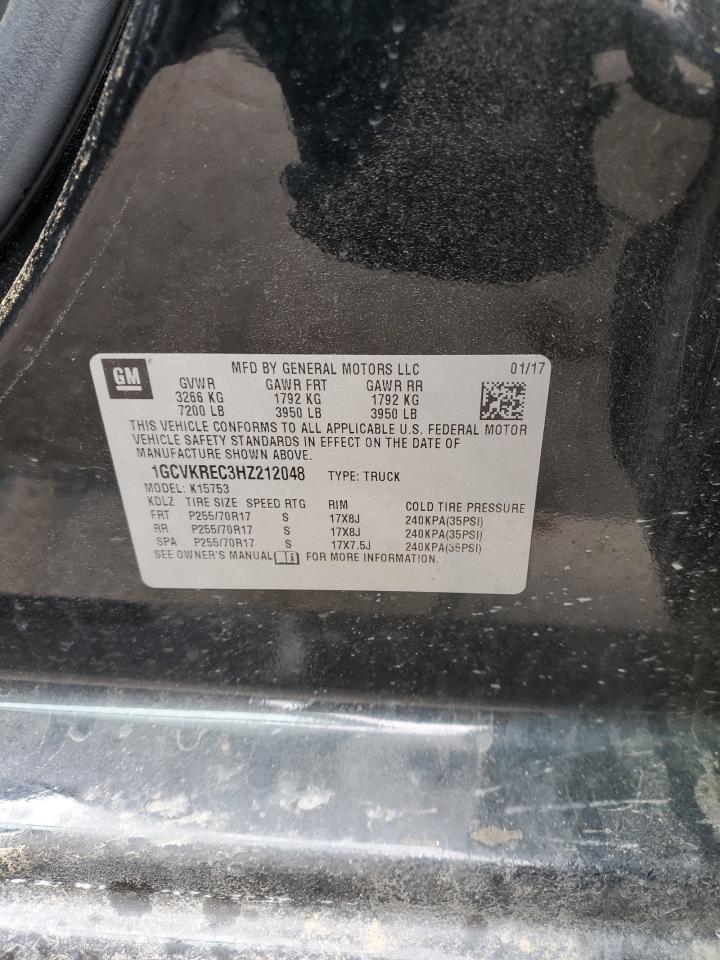 GM
MFD BY GENERAL MOTORS LLC 01/17
GVWR GAWR FRT GAWR RR
3266 KG 1792 KG 1792 KG
7200 LB 3950 LB 3950 LB
THIS VEHICLE CONFORMS TO ALL APPLICABLE U.S. FEDERAL MOTOR
VEHICLE SAFETY STANDARDS IN EFFECT ON THE DATE OF
MANUFACTURE SHOWN ABOVE.
1GCVKREC3HZ212048 TYPE: TRUCK
MODEL: K15753
KDLZ TIRE SIZE SPEED RTG RIM COLD TIRE PRESSURE
FRT P255/70R17 S 17X8J 240KPA(35PSI)
RR P255/70R17 S 17X8J 240KPA(35PSI)
SPA P255/70R17 S 17X7.5J 240KPA(35PSI)
SEE OWNER'S MANUAL i FOR MORE INFORMATION.